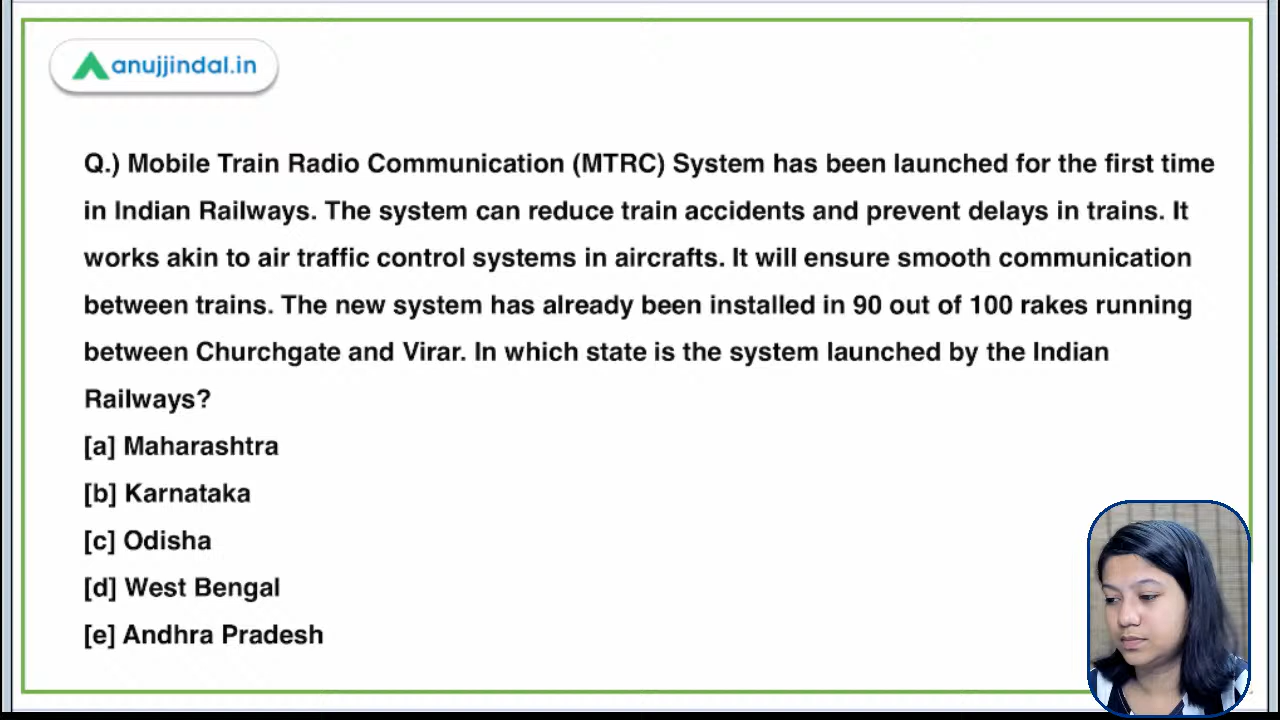 anujjindal.in
Q.) Mobile Train Radio Communication (MTRC) System has been launched for the first time
in Indian Railways. The system can reduce train accidents and prevent delays in trains. It
works akin to air traffic control systems in aircrafts. It will ensure smooth communication
between trains. The new system has already been installed in 90 out of 100 rakes running
between Churchgate and Virar. In which state is the system launched by the Indian
Railways?
[a] Maharashtra
[b] Karnataka
[c] Odisha
[d] West Bengal
[e] Andhra Pradesh